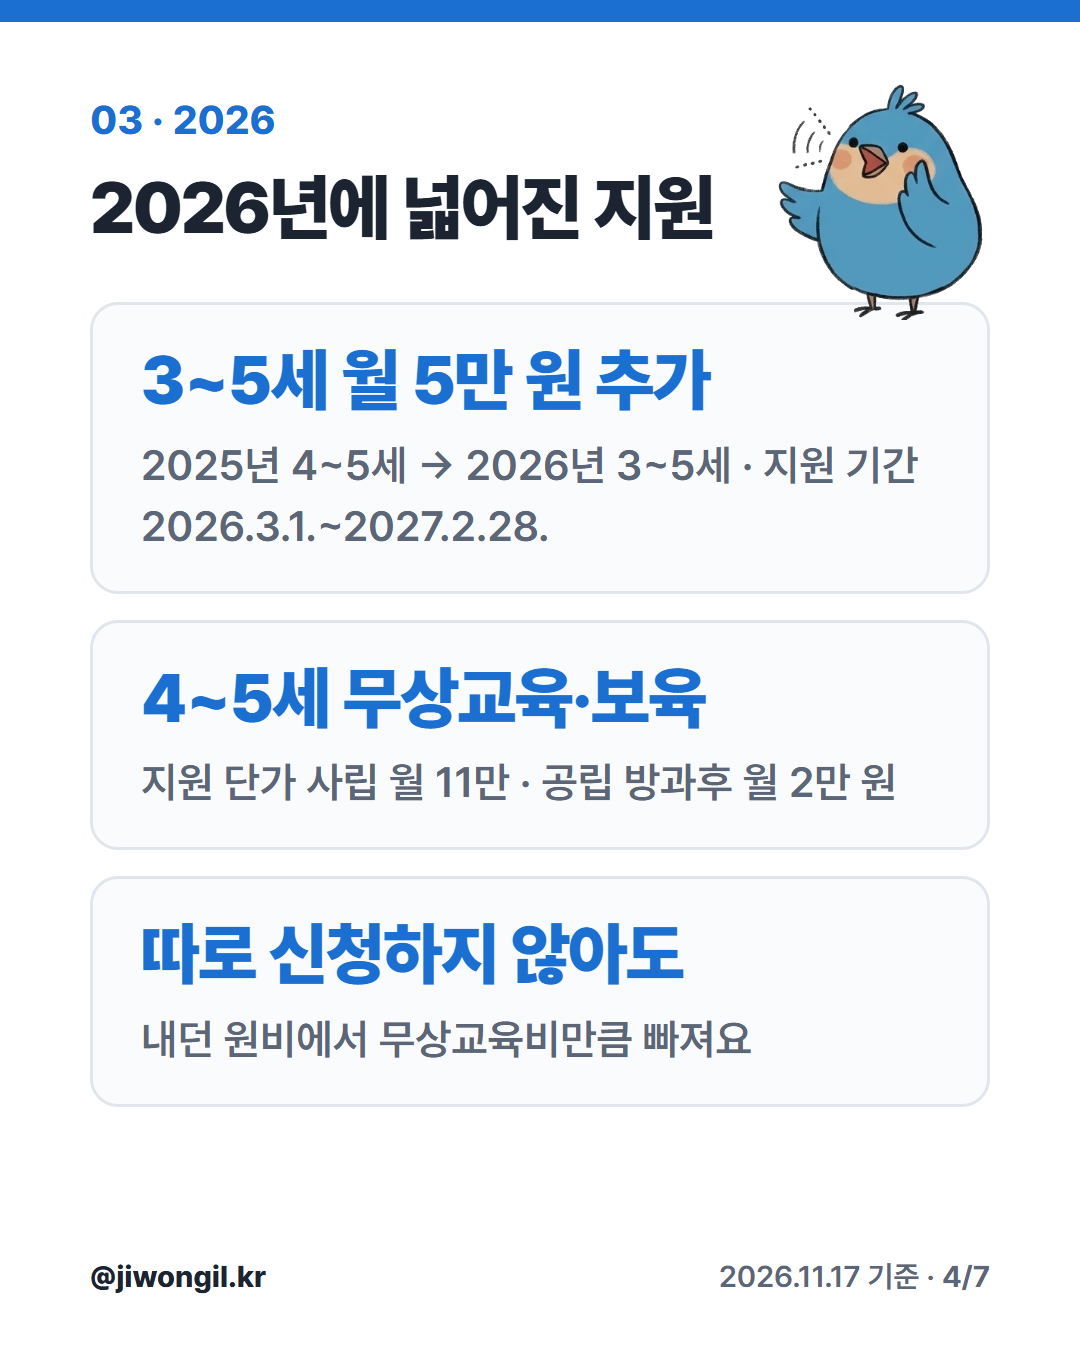 03 · 2026
2026년에 넓어진 지원
3~5세 월 5만 원 추가
2025년 4~5세 → 2026년 3~5세 · 지원 기간
2026.3.1.~2027.2.28.
4~5세 무상교육·보육
지원 단가 사립 월 11만 · 공립 방과후 월 2만 원
따로 신청하지 않아도
내던 원비에서 무상교육비만큼 빠져요
@jiwongil.kr
2026.11.17 기준 · 4/7